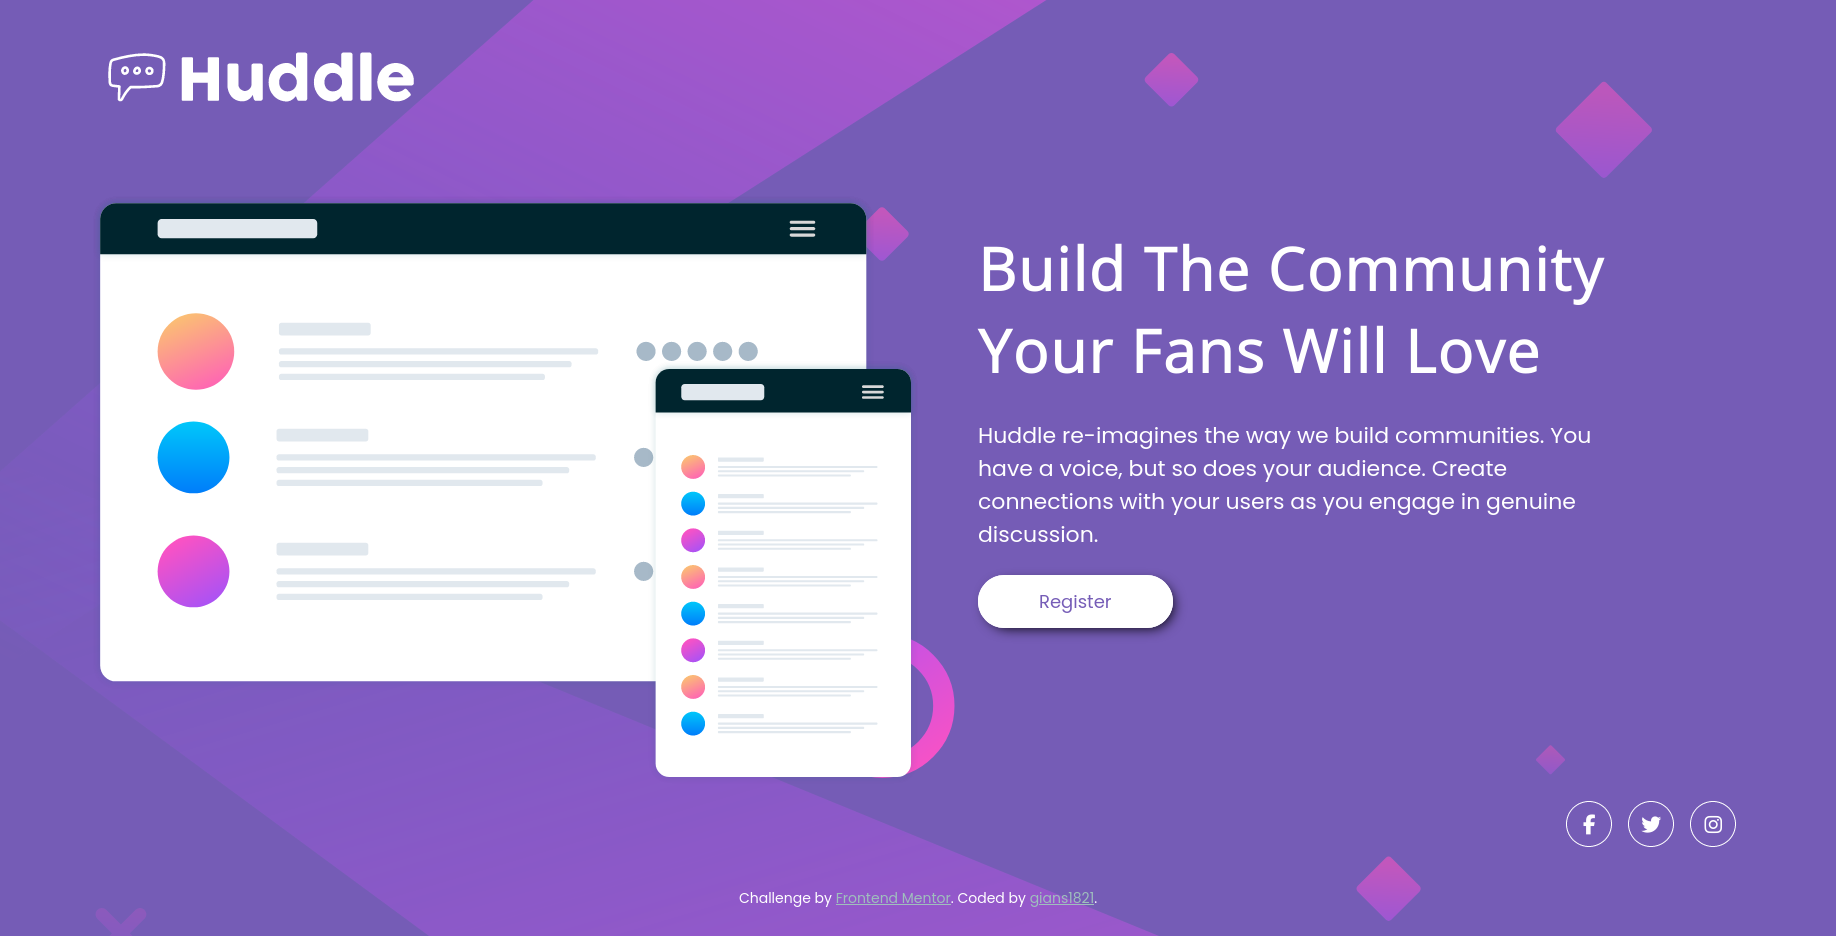 Huddle
Build The Community
Your Fans Will Love
Huddle re-imagines the way we build communities. You
have a voice, but so does your audience. Create
connections with your users as you engage in genuine
discussion.
Register
Challenge by Frontend Mentor. Coded by gians1821.